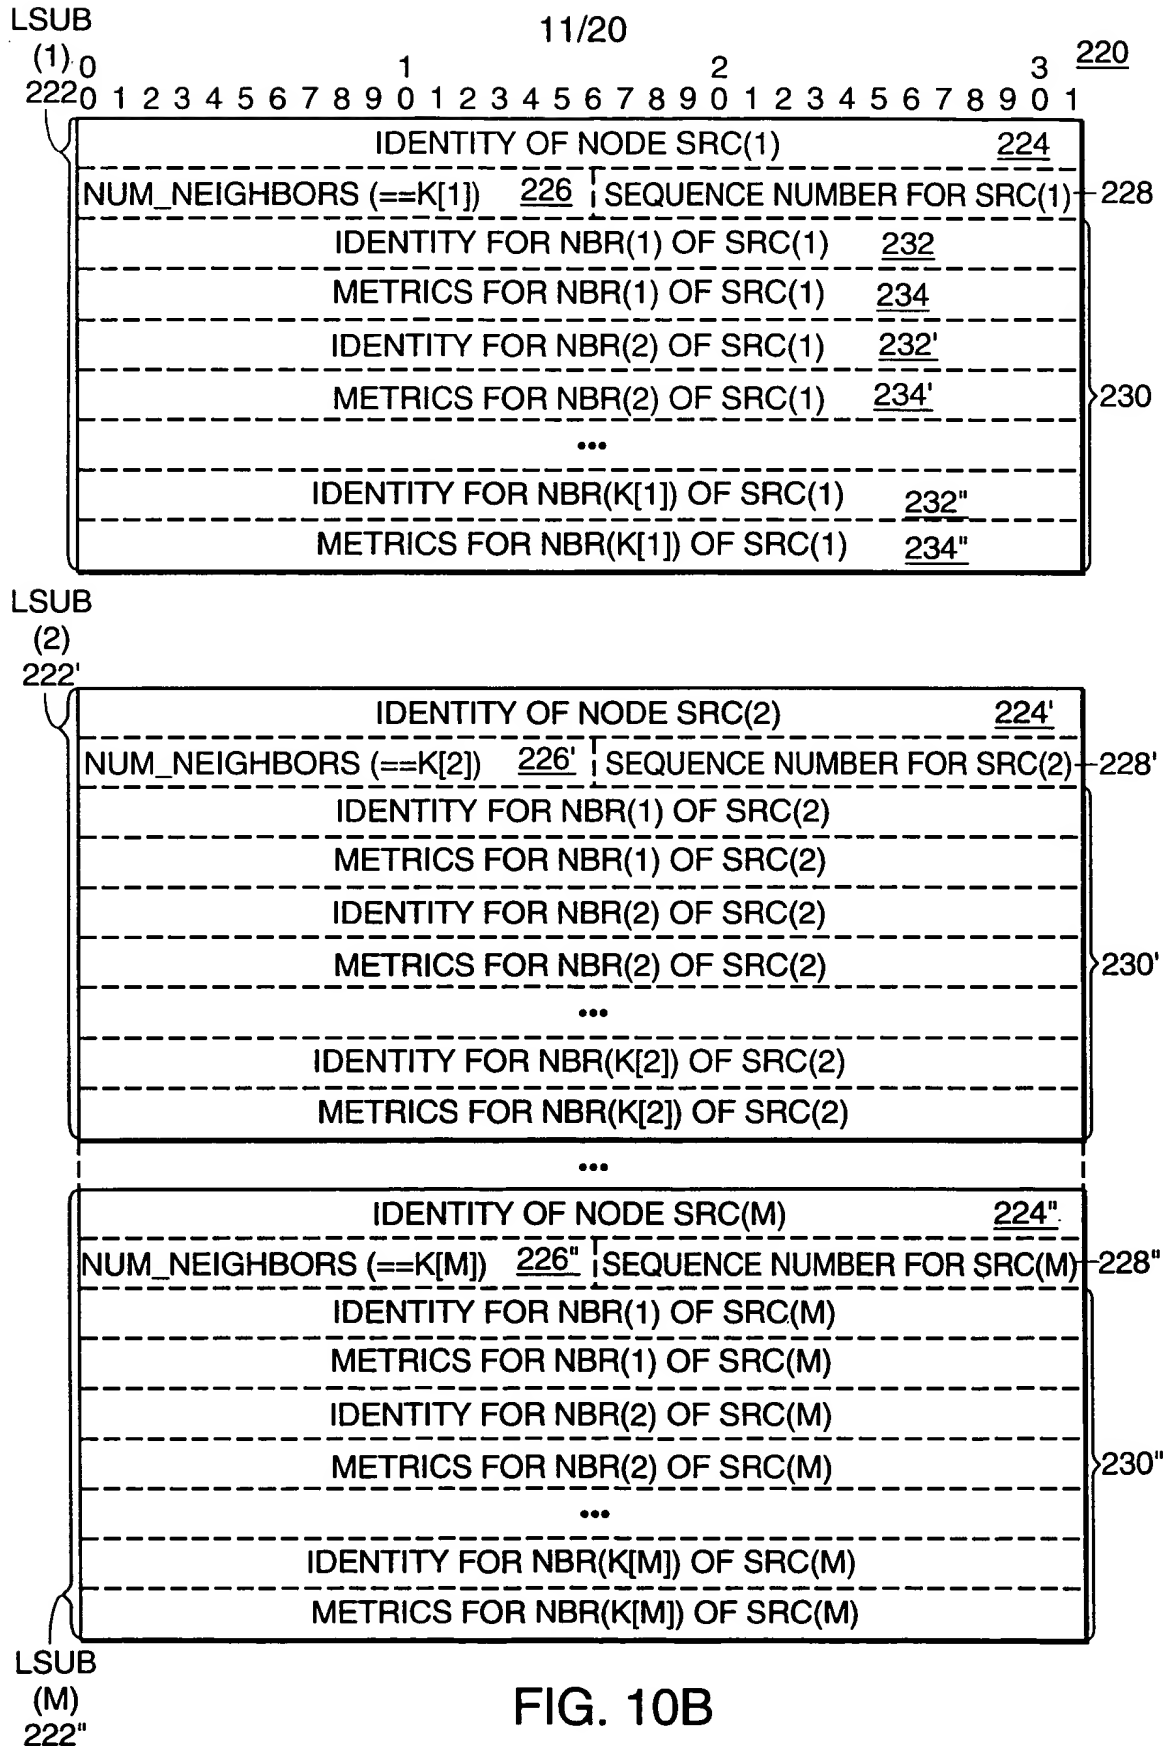 LSUB
11/20
(1) 0 1 2 3 220
222 0 1 2 3 4 5 6 7 8 9 0 1 2 3 4 5 6 7 8 9 0 1 2 3 4 5 6 7 8 9 0 1
IDENTITY OF NODE SRC(1) 224
NUM_NEIGHBORS (==K[1]) 226 SEQUENCE NUMBER FOR SRC(1) 228
IDENTITY FOR NBR(1) OF SRC(1) 232
METRICS FOR NBR(1) OF SRC(1) 234
IDENTITY FOR NBR(2) OF SRC(1) 232'
METRICS FOR NBR(2) OF SRC(1) 234' 230
•••
IDENTITY FOR NBR(K[1]) OF SRC(1) 232"
METRICS FOR NBR(K[1]) OF SRC(1) 234"
LSUB
(2)
222'
IDENTITY OF NODE SRC(2) 224'
NUM_NEIGHBORS (==K[2]) 226' SEQUENCE NUMBER FOR SRC(2) 228'
IDENTITY FOR NBR(1) OF SRC(2)
METRICS FOR NBR(1) OF SRC(2)
IDENTITY FOR NBR(2) OF SRC(2)
METRICS FOR NBR(2) OF SRC(2) 230'
•••
IDENTITY FOR NBR(K[2]) OF SRC(2)
METRICS FOR NBR(K[2]) OF SRC(2)
•••
IDENTITY OF NODE SRC(M) 224"
NUM_NEIGHBORS (==K[M]) 226" SEQUENCE NUMBER FOR SRC(M) 228"
IDENTITY FOR NBR(1) OF SRC(M)
METRICS FOR NBR(1) OF SRC(M)
IDENTITY FOR NBR(2) OF SRC(M)
METRICS FOR NBR(2) OF SRC(M) 230"
•••
IDENTITY FOR NBR(K[M]) OF SRC(M)
METRICS FOR NBR(K[M]) OF SRC(M)
LSUB
(M)
222"
FIG. 10B